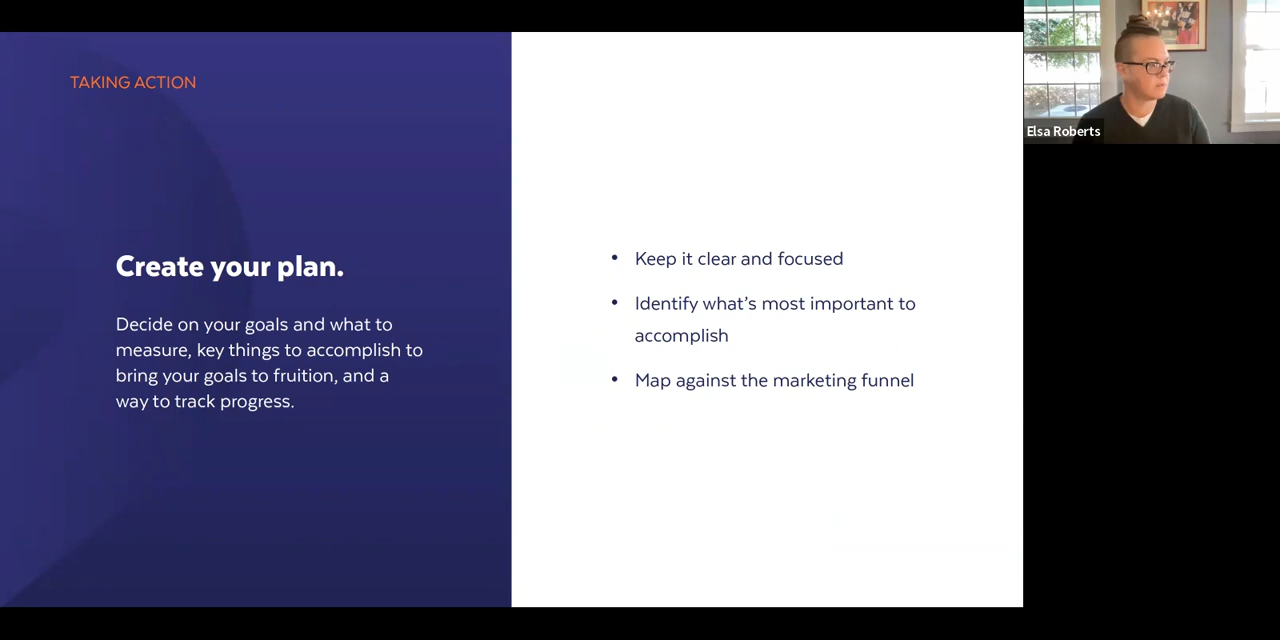 TAKING ACTION
Create your plan.
Decide on your goals and what to
measure, key things to accomplish to
bring your goals to fruition, and a
way to track progress.
• Keep it clear and focused
• Identify what’s most important to
accomplish
• Map against the marketing funnel
Elsa Roberts